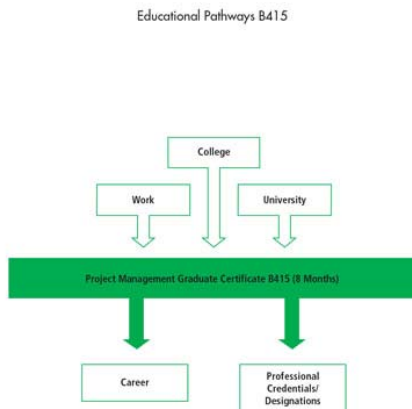 Educational Pathways B415
College
Work
University
Project Management Graduate Certificate B415 (8 Months)
Career
Professional
Credentials/
Designations